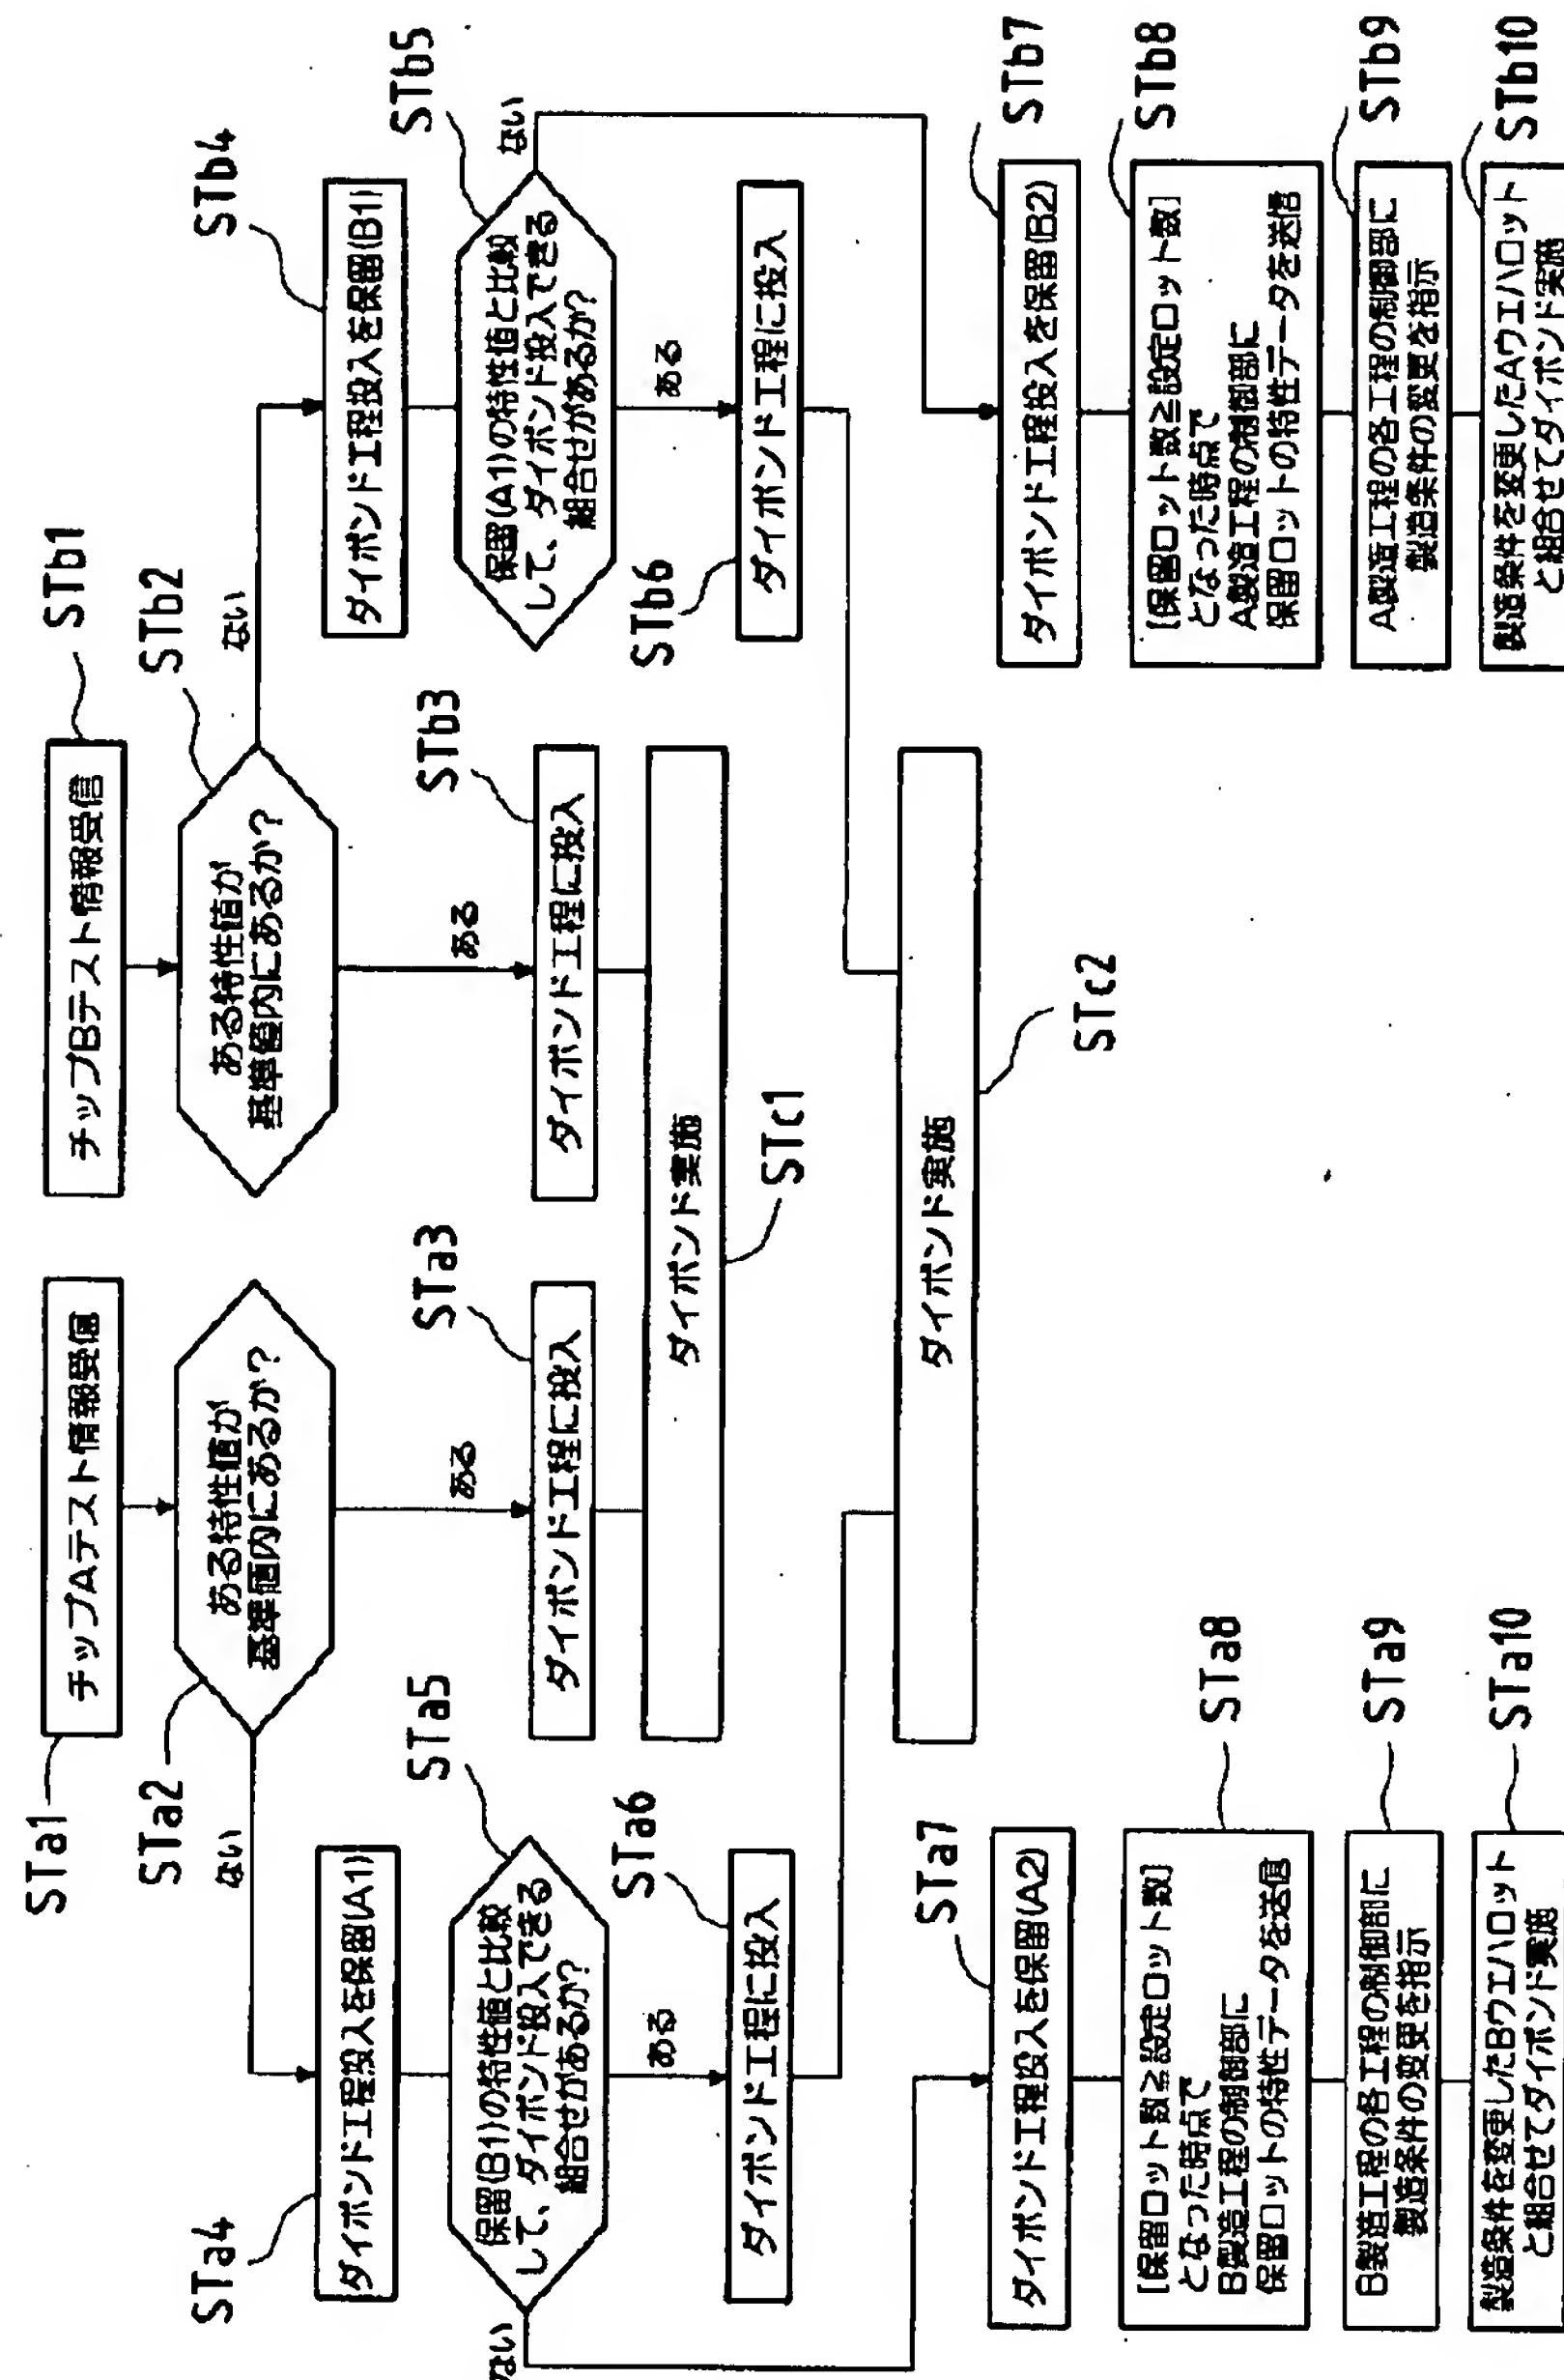 STa1
チップAテスト情報受信
STa2
ある特性値が
基準値内にあるか?
ない
ある
STa3
ダイボンド工程に投入
STa4
ダイボンド工程投入を保留(A1)
STa5
保留(B1)の特性値と比較
して、ダイボンド投入できる
組合せがあるか?
ない
ある
STa6
ダイボンド工程に投入
STa7
ダイボンド工程投入を保留(A2)
STa8
[保留ロット数≧設定ロット数]
となった時点で
B製造工程の制御部に
保留ロットの特性データを送信
STa9
B製造工程の各工程の制御部に
製造条件の変更を指示
STa10
製造条件を変更したBウエハロット
と組合せてダイボンド実施
チップBテスト情報受信
STb1
ある特性値が
基準値内にあるか?
STb2
ない
ある
STb3
ダイボンド工程に投入
ダイボンド実施
STc1
STb4
ダイボンド工程投入を保留(B1)
STb5
保留(A1)の特性値と比較
して、ダイボンド投入できる
組合せがあるか?
ない
ある
STb6
ダイボンド工程に投入
ダイボンド実施
STc2
STb7
ダイボンド工程投入を保留(B2)
STb8
[保留ロット数≧設定ロット数]
となった時点で
A製造工程の制御部に
保留ロットの特性データを送信
STb9
A製造工程の各工程の制御部に
製造条件の変更を指示
STb10
製造条件を変更したAウエハロット
と組合せてダイボンド実施